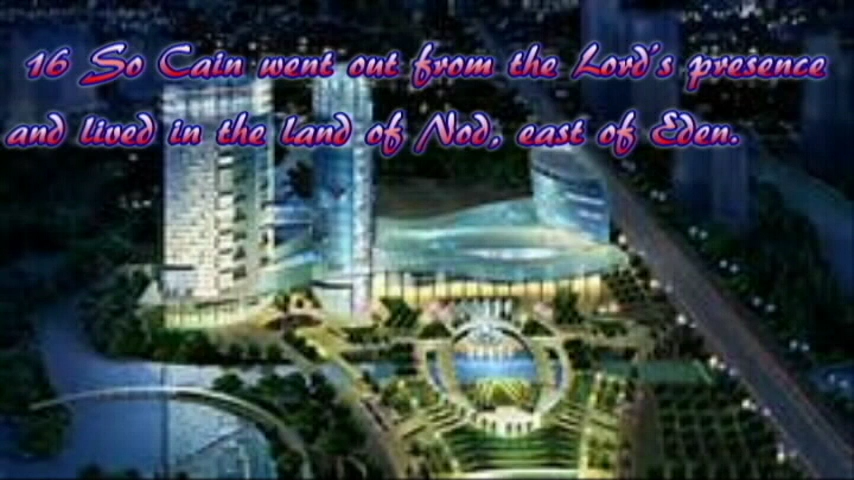 16 So Cain went out from the Lord's presence
and lived in the land of Nod, east of Eden.